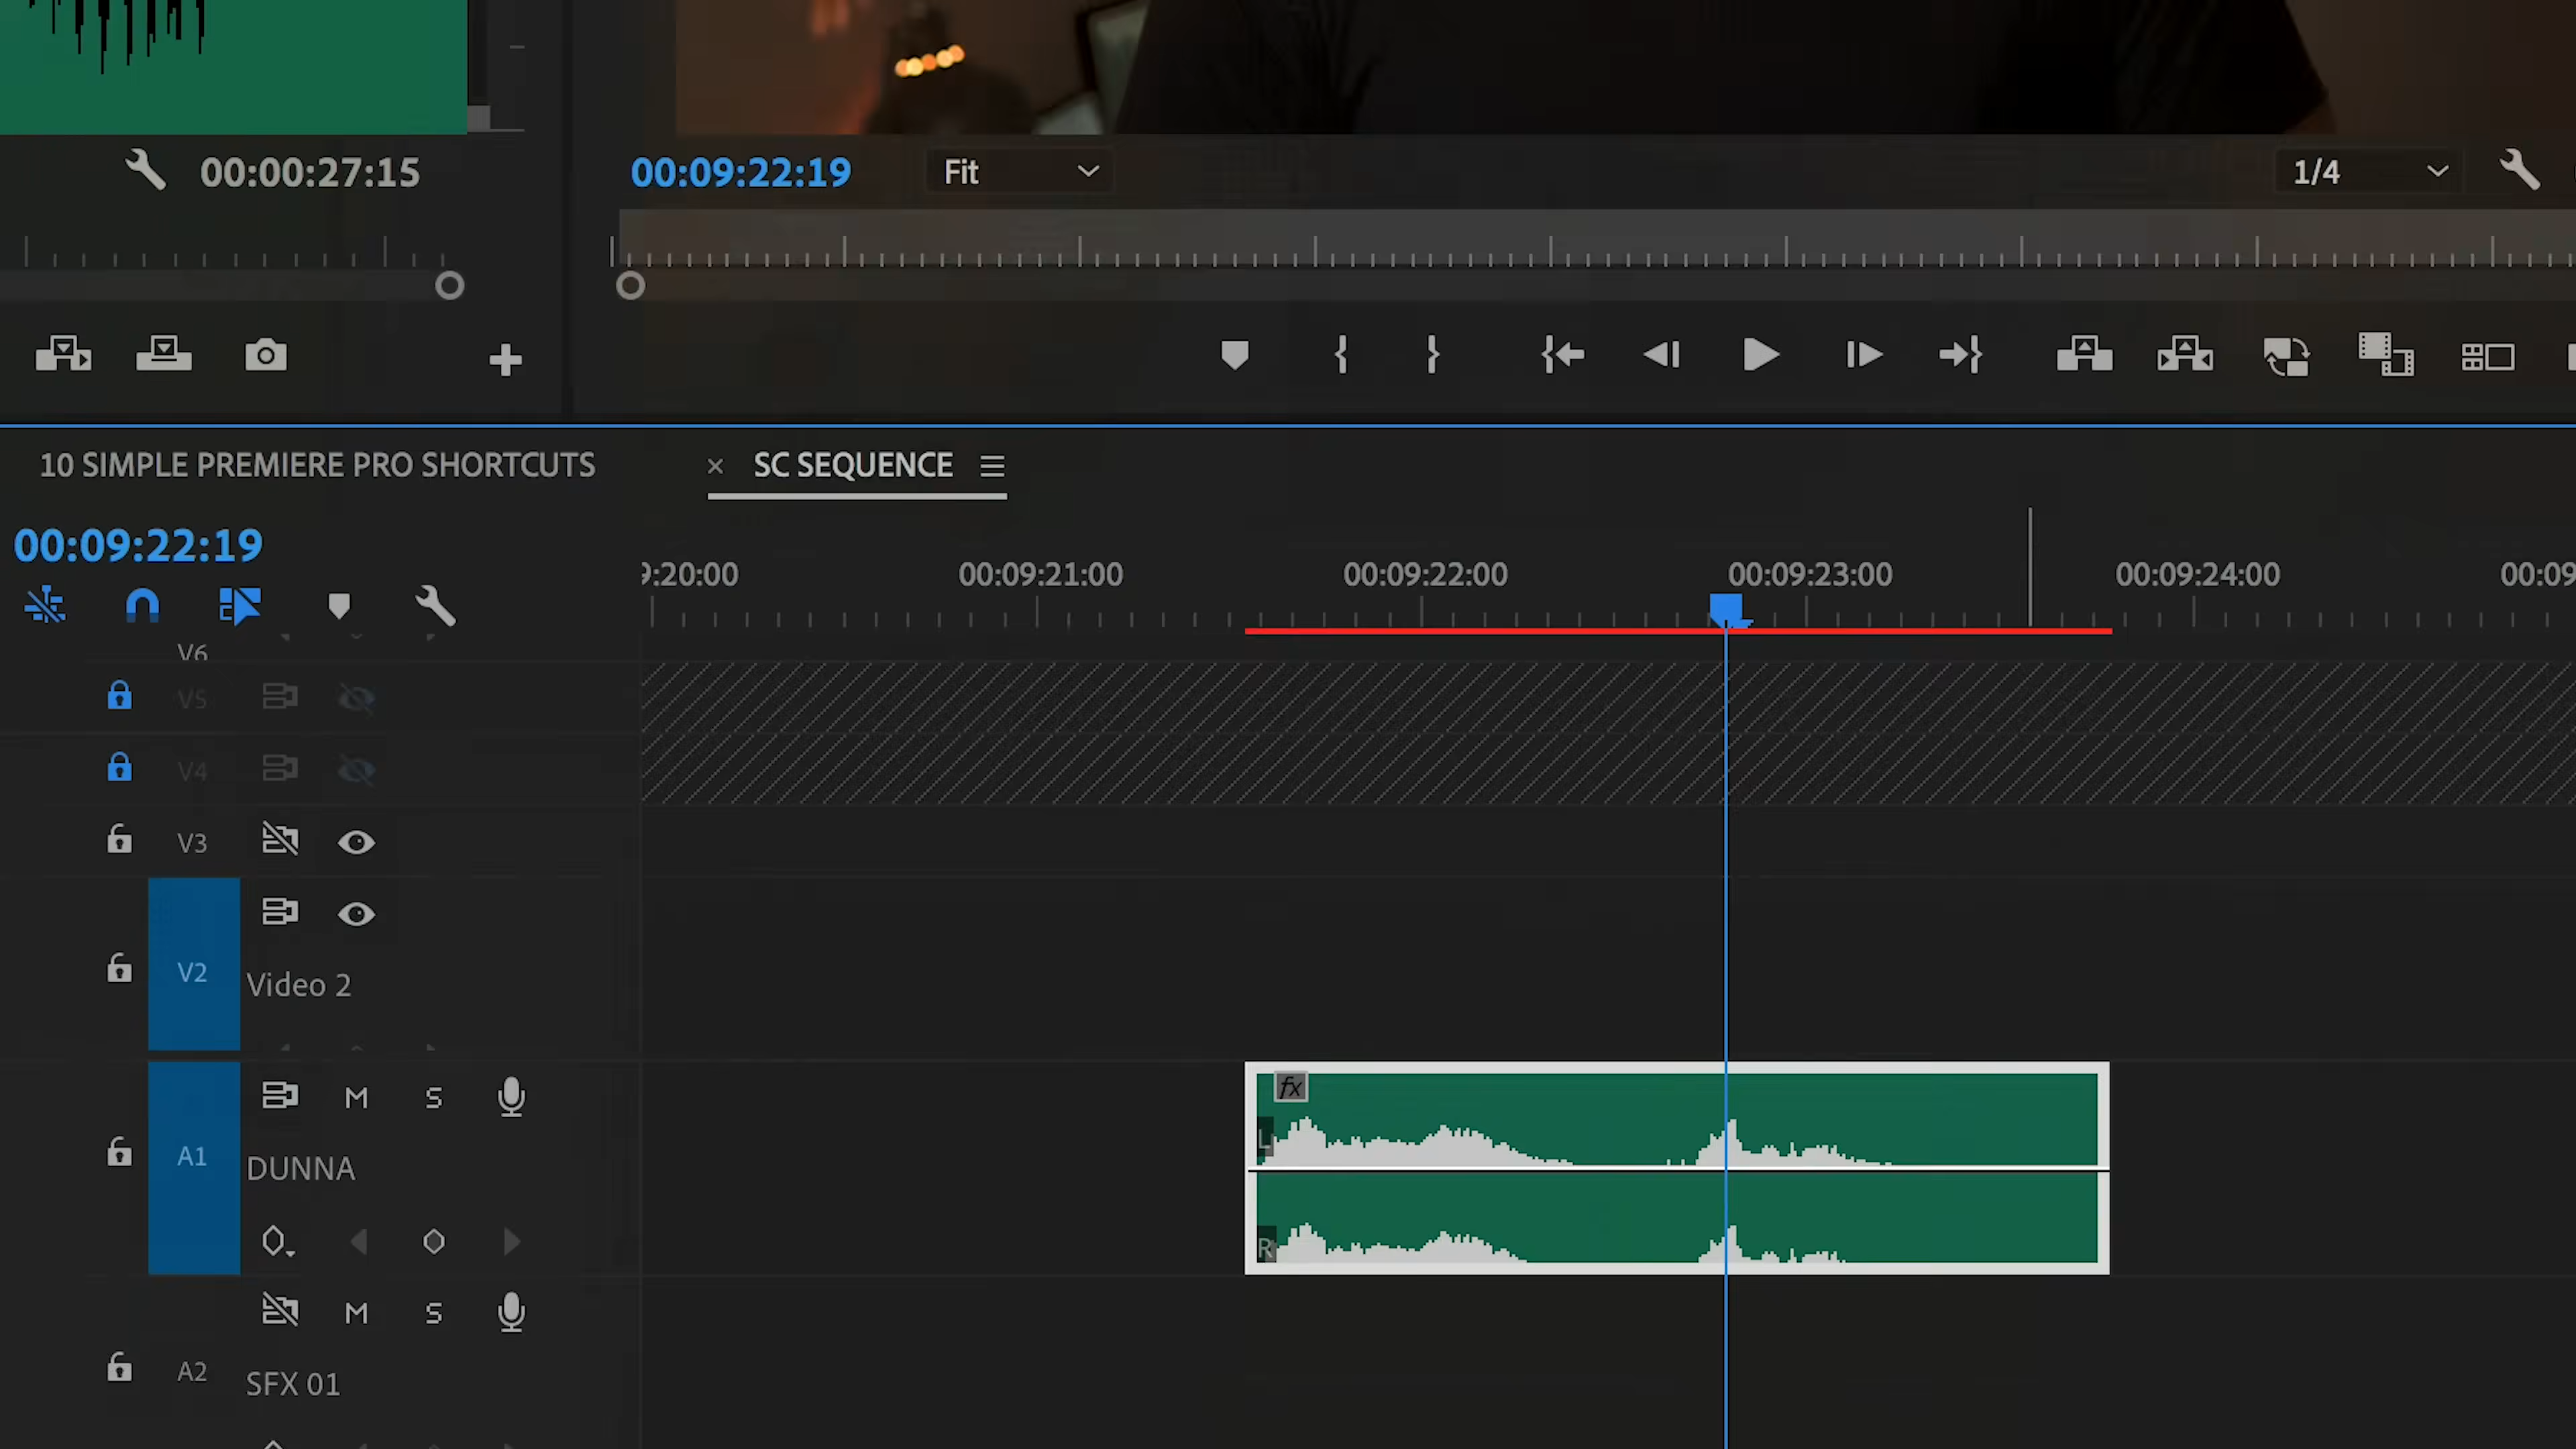 00:00:27:15
00:09:22:19
Fit
1/4
10 SIMPLE PREMIERE PRO SHORTCUTS
× SC SEQUENCE
00:09:22:19
9:20:00
00:09:21:00
00:09:22:00
00:09:23:00
00:09:24:00
00:09
V6
V5
V4
V3
V2
Video 2
A1
M
S
DUNNA
fx
L
R
M
S
A2
SFX 01